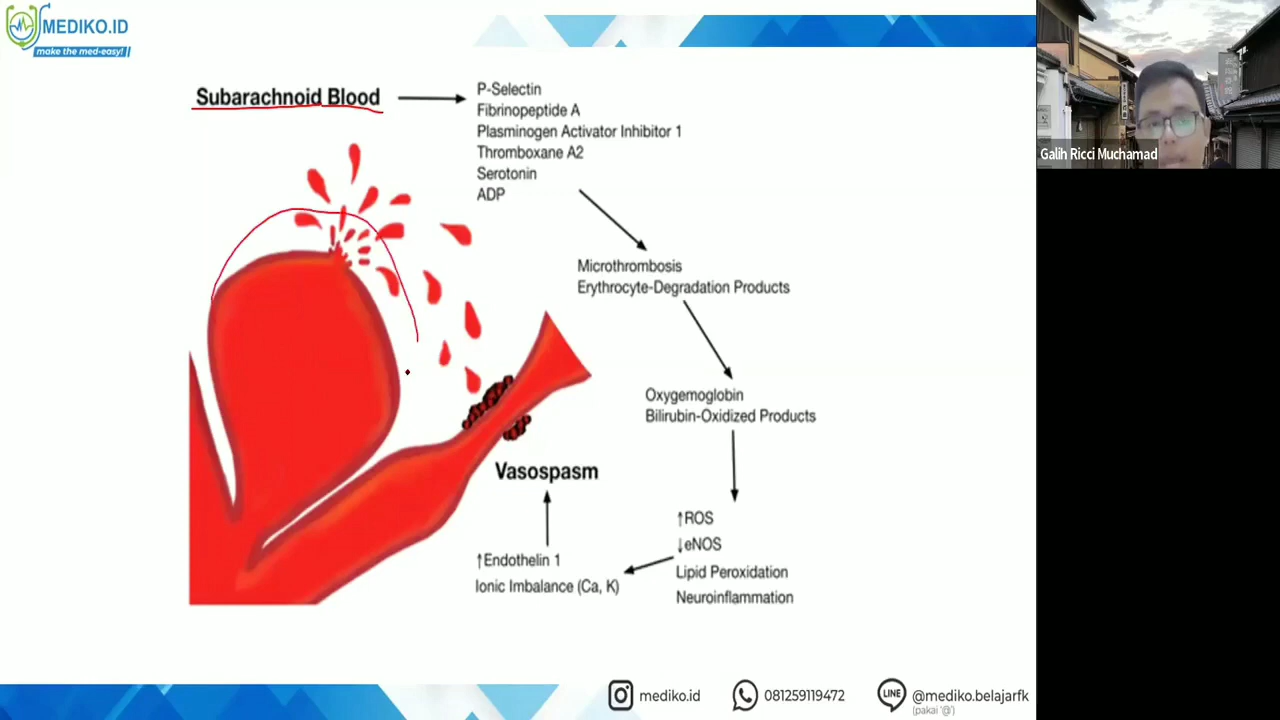 MEDIKO.ID
make the med-easy!
Subarachnoid Blood
P-Selectin
Fibrinopeptide A
Plasminogen Activator Inhibitor 1
Thromboxane A2
Serotonin
ADP
Microthrombosis
Erythrocyte-Degradation Products
Oxygemoglobin
Bilirubin-Oxidized Products
↑ROS
↓eNOS
Lipid Peroxidation
Neuroinflammation
↑Endothelin 1
Ionic Imbalance (Ca, K)
Vasospasm
Galih Ricci Muchamad
mediko.id
081259119472
LINE
@mediko.belajarfk
(pakai '@')